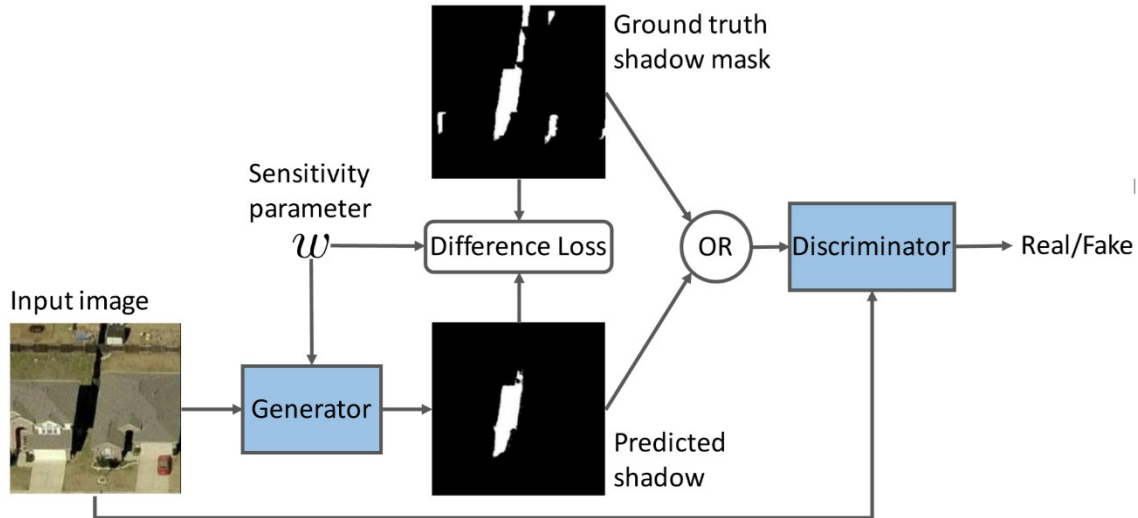 Ground truth
shadow mask
Sensitivity
parameter
w
Difference Loss
OR
Discriminator
Real/Fake
Input image
Generator
Predicted
shadow